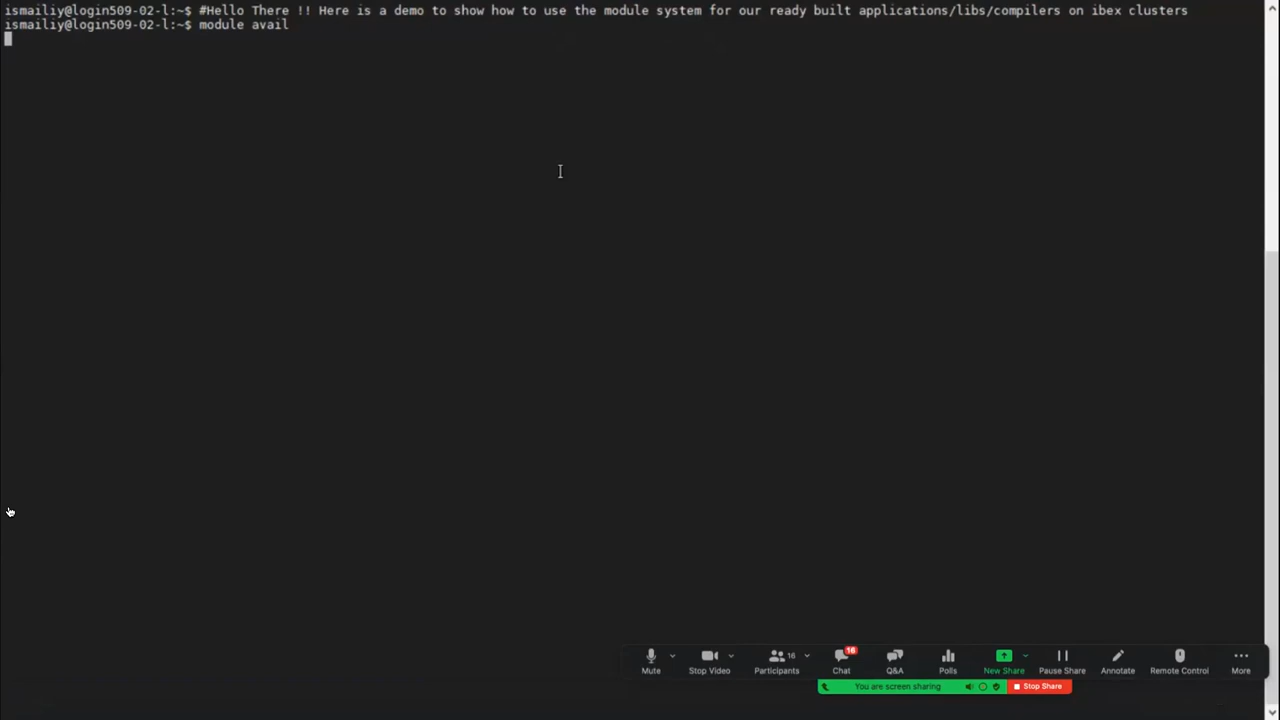 ismailiy@login509-02-l:~$ #Hello There !! Here is a demo to show how to use the module system for our ready built applications/libs/compilers on ibex clusters
ismailiy@login509-02-l:~$ module avail
16
16
Mute
Stop Video
Participants
Chat
Q&A
Polls
New Share
Pause Share
Annotate
Remote Control
More
You are screen sharing
Stop Share